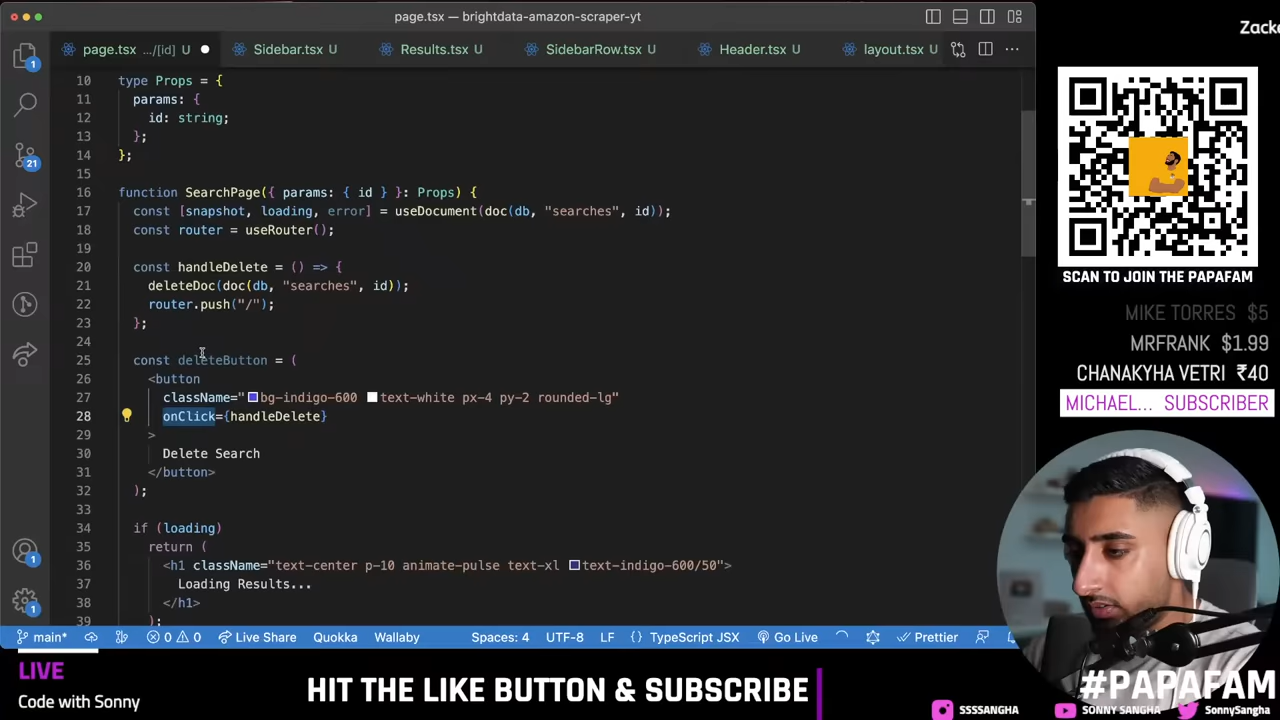 page.tsx — brightdata-amazon-scraper-yt
page.tsx .../[id] U
Sidebar.tsx U
Results.tsx U
SidebarRow.tsx U
Header.tsx U
layout.tsx U
1
21
1
1
10 type Props = {
11 params: {
12 id: string;
13 };
14 };
15
16 function SearchPage({ params: { id } }: Props) {
17 const [snapshot, loading, error] = useDocument(doc(db, "searches", id));
18 const router = useRouter();
19
20 const handleDelete = () => {
21 deleteDoc(doc(db, "searches", id));
22 router.push("/");
23 };
24
25 const deleteButton = (
26 <button
27 className="bg-indigo-600 text-white px-4 py-2 rounded-lg"
28 onClick={handleDelete}
29 >
30 Delete Search
31 </button>
32 );
33
34 if (loading)
35 return (
36 <h1 className="text-center p-10 animate-pulse text-xl text-indigo-600/50">
37 Loading Results...
38 </h1>
39 );
main* 0 0 Live Share Quokka Wallaby Spaces: 4 UTF-8 LF {} TypeScript JSX Go Live Prettier
Zacka
SCAN TO JOIN THE PAPAFAM
MIKE TORRES $5
MRFRANK $1.99
CHANAKYHA VETRI ₹40
MICHAEL... SUBSCRIBER
LIVE
Code with Sonny
HIT THE LIKE BUTTON & SUBSCRIBE
#PAPAFAM
SSSSANGHA SONNY SANGHA SonnySangha